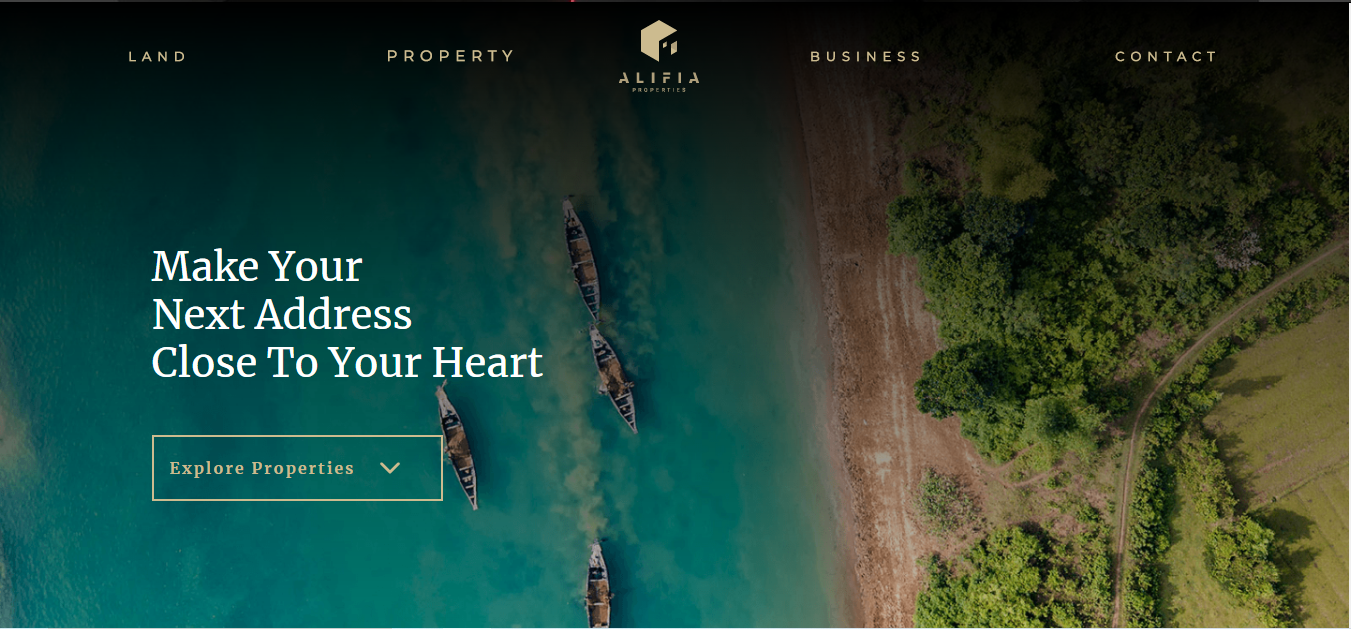 LAND
PROPERTY
ALIFIA
PROPERTIES
BUSINESS
CONTACT
Make Your
Next Address
Close To Your Heart
Explore Properties